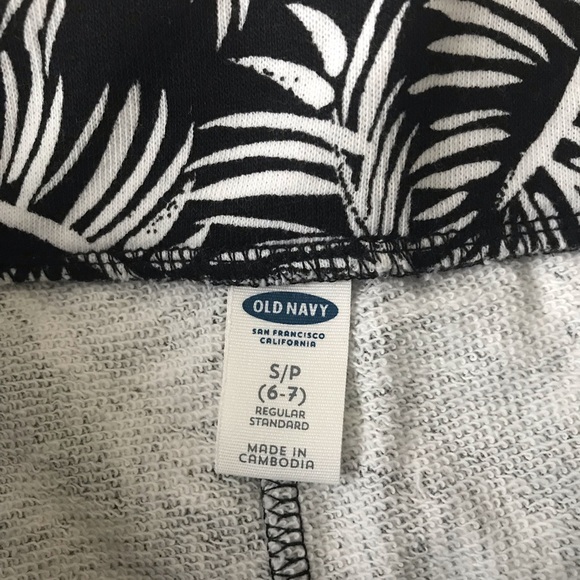 OLD NAVY
SAN FRANCISCO
CALIFORNIA
S/P
(6-7)
REGULAR
STANDARD
MADE IN
CAMBODIA